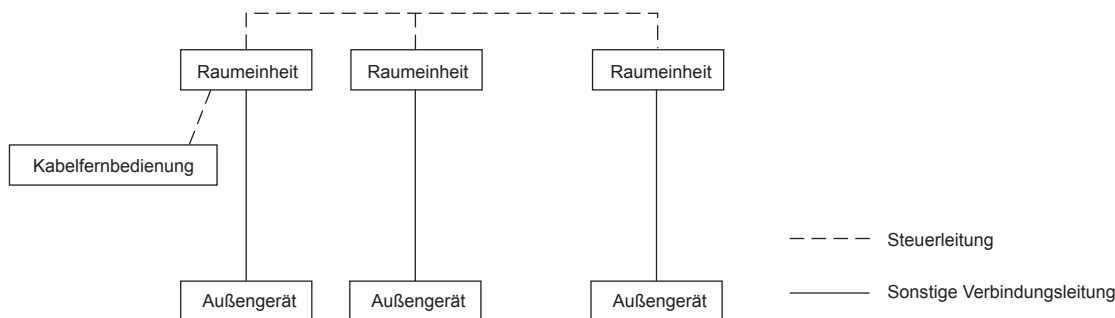 Raumeinheit Raumeinheit Raumeinheit
Kabelfernbedienung
Steuerleitung
Außengerät Außengerät Außengerät
Sonstige Verbindungsleitung